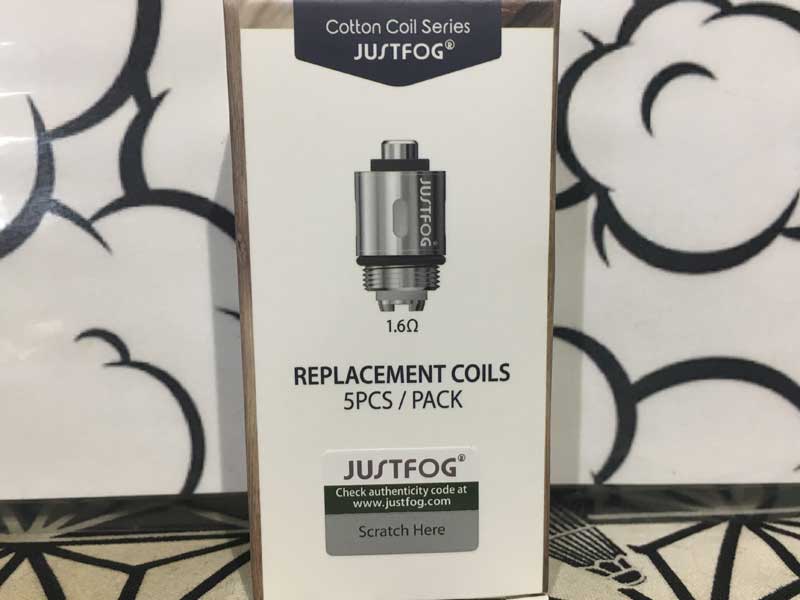 Cotton Coil Series
JUSTFOG®
JUSTFOG
1.6Ω
REPLACEMENT COILS
5PCS / PACK
JUSTFOG®
Check authenticity code at
www.justfog.com
Scratch Here